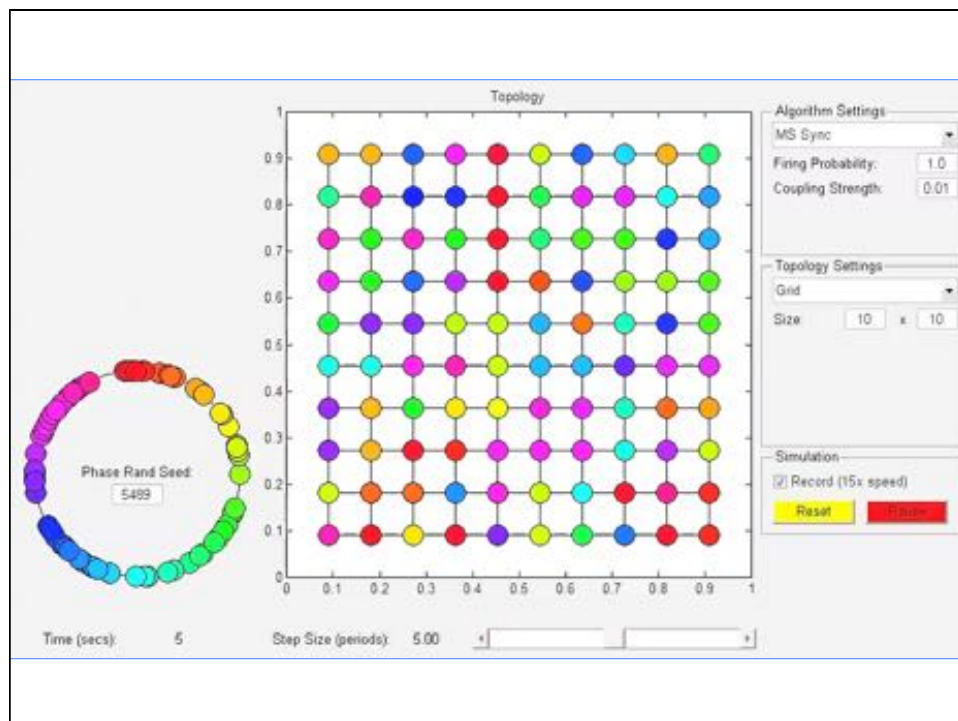 Topology
1
0.9
0.8
0.7
0.6
0.5
0.4
0.3
0.2
0.1
0
0 0.1 0.2 0.3 0.4 0.5 0.6 0.7 0.8 0.9 1
Phase Rand Seed:
5489
Time (secs): 5
Step Size (periods): 5.00
Algorithm Settings
MS Sync
Firing Probability: 1.0
Coupling Strength: 0.01
Topology Settings
Grid
Size: 10 x 10
Simulation
Record (15x speed)
Reset Pause